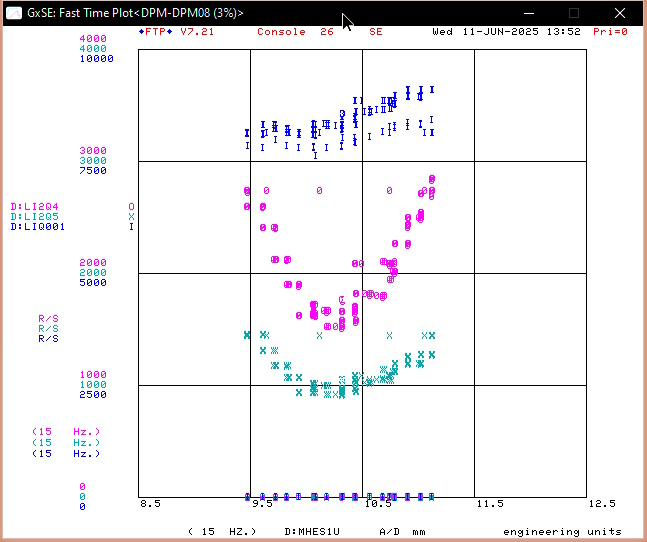 GxSE: Fast Time Plot<DPM-DPM08 (3%)>
♦FTP♦ V7.21 Console 26 SE Wed 11-JUN-2025 13:52 Pri=0
4000
4000
10000
3000
3000
7500
D:LI2Q4 O
D:LI2Q5 X
D:LIQ001 I
2000
2000
5000
R/S
R/S
R/S
1000
1000
2500
(15 Hz.)
(15 Hz.)
(15 Hz.)
0
0
0
8.5 9.5 10.5 11.5 12.5
( 15 HZ.) D:MHES1U A/D mm engineering units